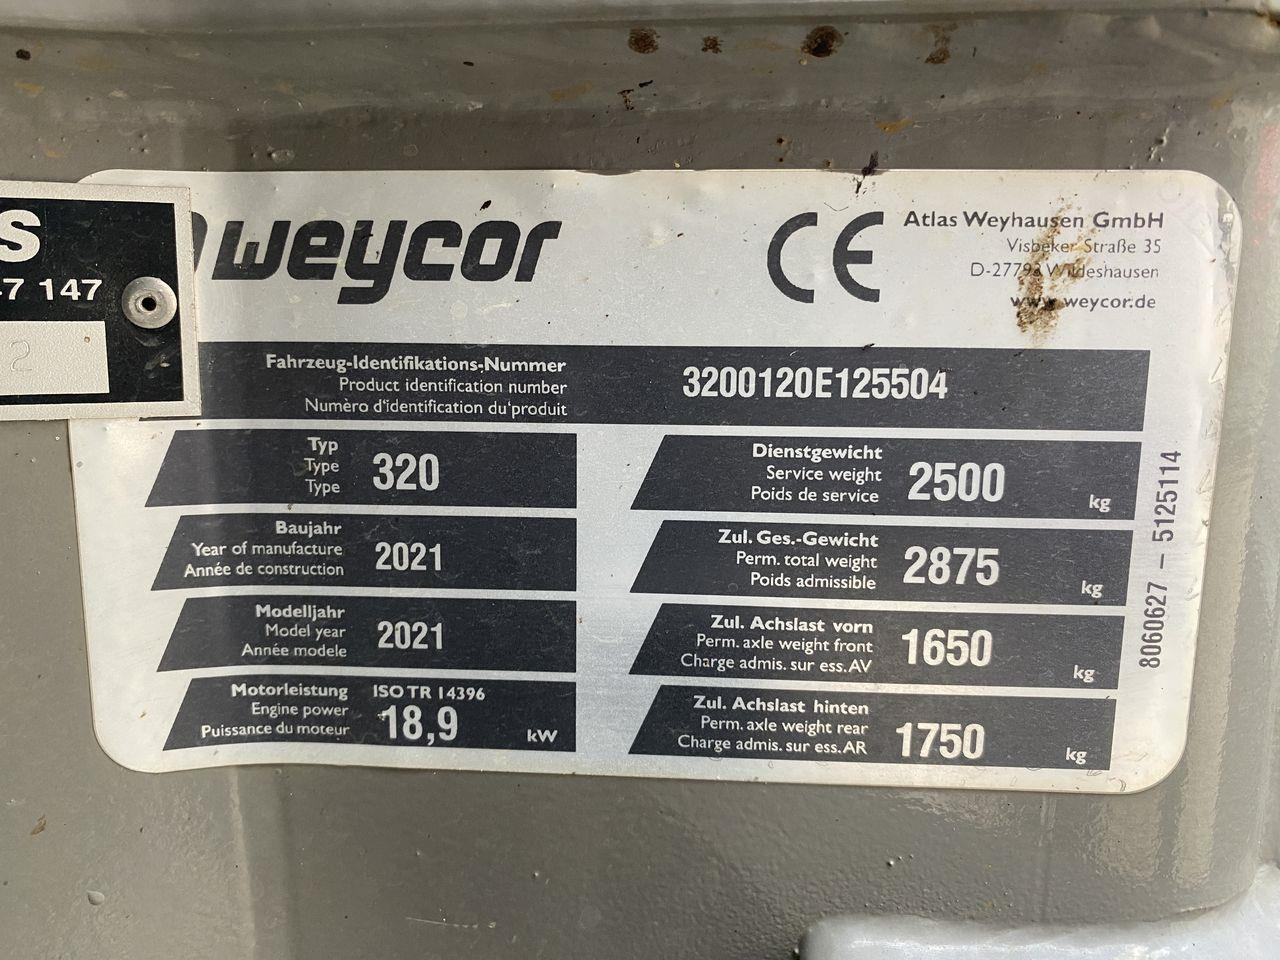 S
7 147
2
weycor
CE
Atlas Weyhausen GmbH
Visbeker Straße 35
D-27793 Wildeshausen
www.weycor.de
Fahrzeug-Identifikations-Nummer
Product identification number
Numèro d'identification du'produit
3200120E125504
Typ
Type
Type
320
Baujahr
Year of manufacture
Année de construction
2021
Modelljahr
Model year
Année modele
2021
Motorleistung
Engine power
Puissance du moteur
ISO TR 14396
18,9
kW
Dienstgewicht
Service weight
Poids de service
2500
kg
Zul. Ges.-Gewicht
Perm. total weight
Poids admissible
2875
kg
Zul. Achslast vorn
Perm. axle weight front
Charge admis. sur ess. AV
1650
kg
Zul. Achslast hinten
Perm. axle weight rear
Charge admis. sur ess. AR
1750
kg
8060627 – 5125114